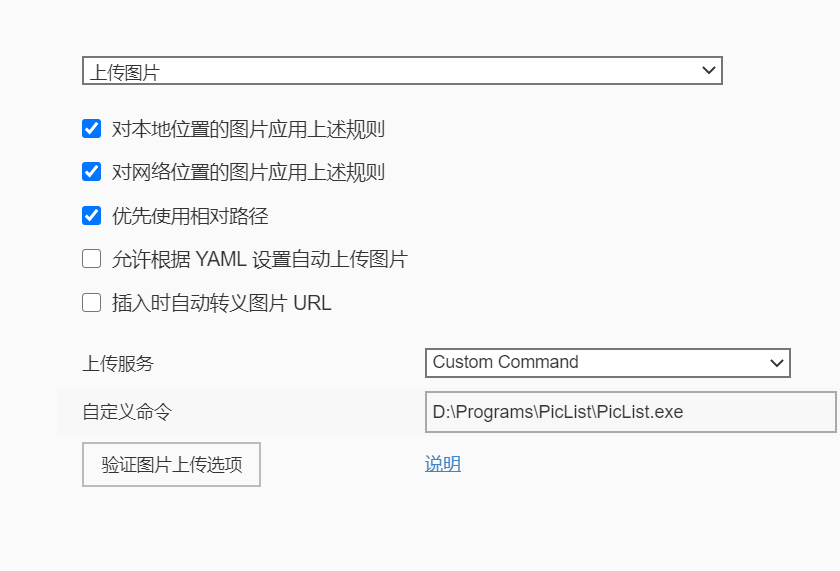 上传图片
对本地位置的图片应用上述规则
对网络位置的图片应用上述规则
优先使用相对路径
允许根据 YAML 设置自动上传图片
插入时自动转义图片 URL
上传服务 Custom Command
自定义命令 D:\Programs\PicList\PicList.exe
验证图片上传选项 说明